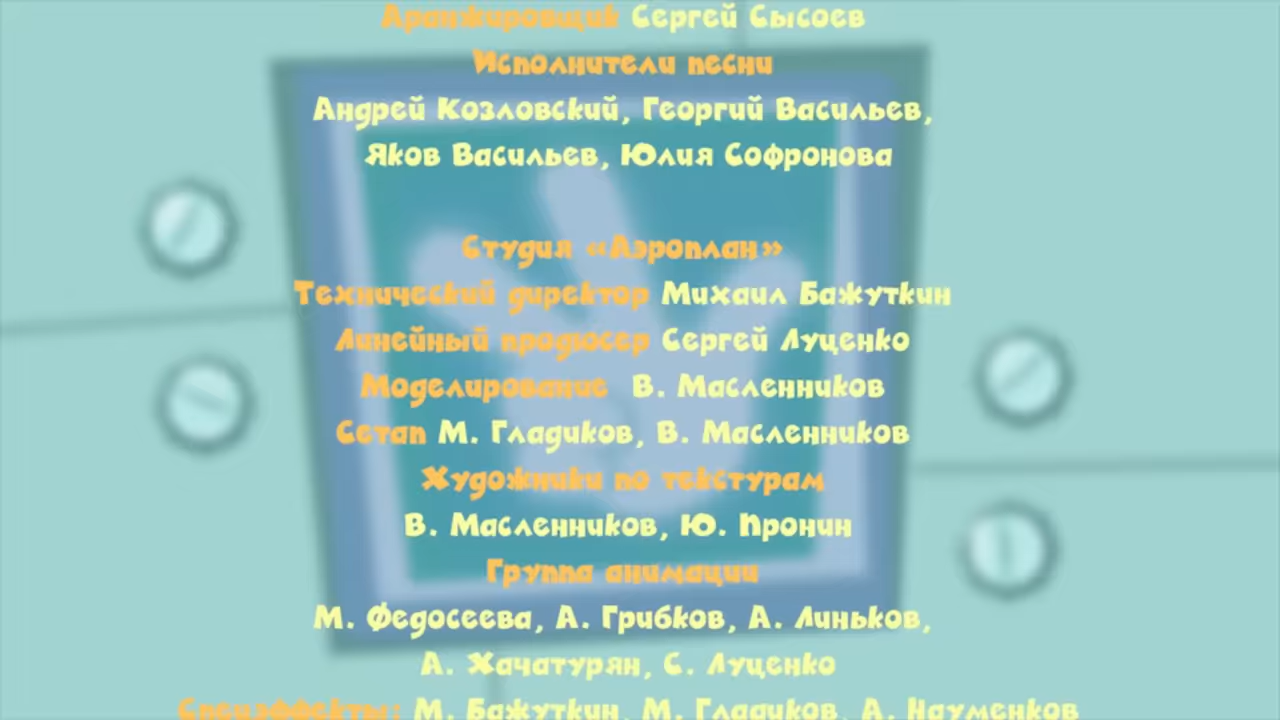 Аранжировщик Сергей Сысоев
Исполнители песни
Андрей Козловский, Георгий Васильев,
Яков Васильев, Юлия Софронова
Студия «Аэроплан»
Технический директор Михаил Бажуткин
Линейный продюсер Сергей Луценко
Моделирование В. Масленников
Сетап М. Гладиков, В. Масленников
Художники по текстурам
В. Масленников, Ю. Пронин
Группа анимации
М. Федосеева, А. Грибков, А. Линьков,
А. Хачатурян, С. Луценко
Спецэффекты: М. Бажуткин, М. Гладиков, А. Науменков